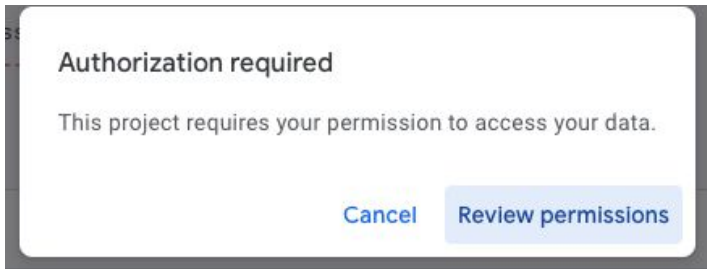 Authorization required
This project requires your permission to access your data.
Cancel
Review permissions